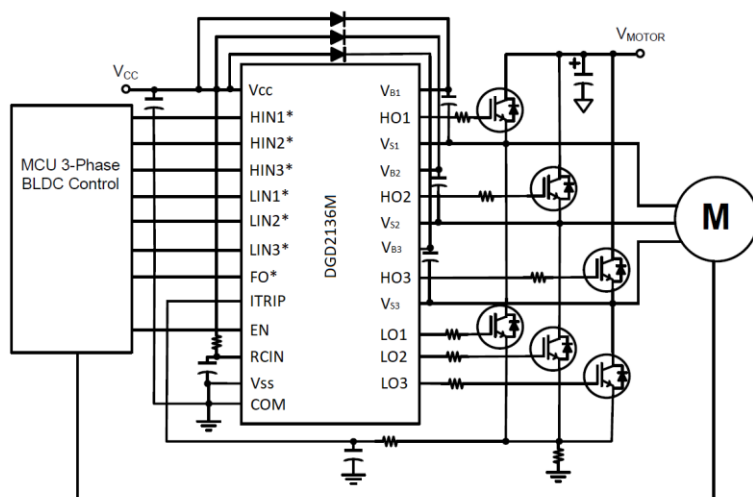 VMOTOR
VCC
+
MCU 3-Phase
BLDC Control
DGD2136M
Vcc
HIN1*
HIN2*
HIN3*
LIN1*
LIN2*
LIN3*
FO*
ITRIP
EN
RCIN
Vss
COM
VB1
HO1
VS1
VB2
HO2
VS2
VB3
HO3
VS3
LO1
LO2
LO3
M